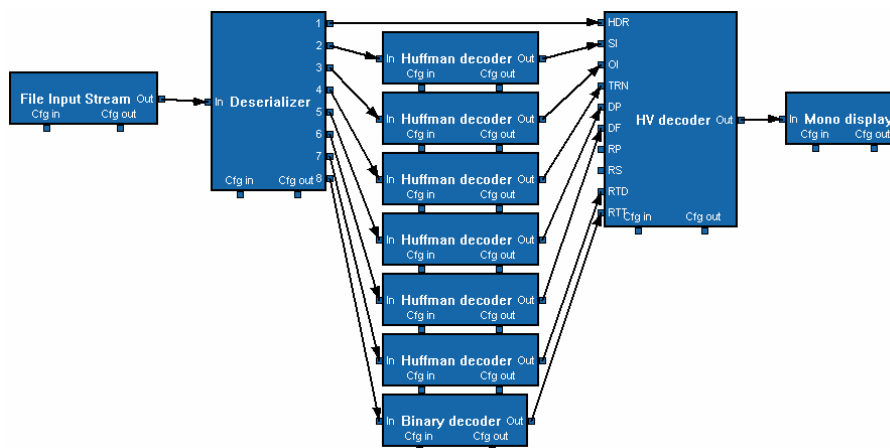 File Input Stream
Out
Cfg in
Cfg out
In
Deserializer
1
2
3
4
5
6
7
8
Cfg in
Cfg out
In
Huffman decoder
Out
Cfg in
Cfg out
In
Huffman decoder
Out
Cfg in
Cfg out
In
Huffman decoder
Out
Cfg in
Cfg out
In
Huffman decoder
Out
Cfg in
Cfg out
In
Huffman decoder
Out
Cfg in
Cfg out
In
Huffman decoder
Out
Cfg in
Cfg out
In
Binary decoder
Out
Cfg in
Cfg out
HDR
SI
OI
TRN
DP
DF
RP
RS
RTD
RTT
HV decoder
Out
Cfg in
Cfg out
In
Mono display
Cfg in
Cfg out